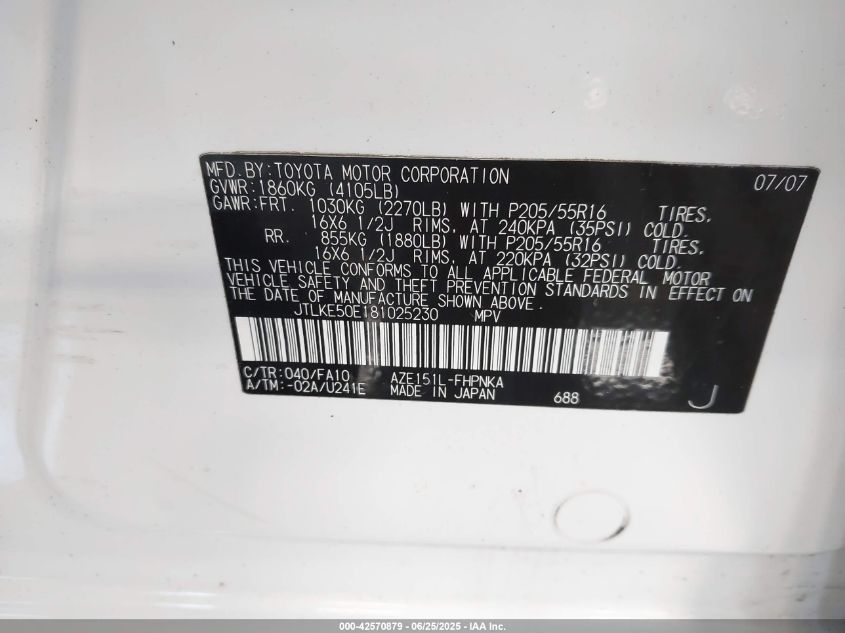 MFD.BY:TOYOTA MOTOR CORPORATION 07/07
GVWR:1860KG (4105LB)
GAWR:FRT. 1030KG (2270LB) WITH P205/55R16 TIRES,
16X6 1/2J RIMS, AT 240KPA (35PSI) COLD.
RR. 855KG (1880LB) WITH P205/55R16 TIRES,
16X6 1/2J RIMS, AT 220KPA (32PSI) COLD.
THIS VEHICLE CONFORMS TO ALL APPLICABLE FEDERAL MOTOR
VEHICLE SAFETY AND THEFT PREVENTION STANDARDS IN EFFECT ON
THE DATE OF MANUFACTURE SHOWN ABOVE.
JTLKE50E181025230 MPV
C/TR:040/FA10 AZE151L-FHPNKA
A/TM:-02A/U241E MADE IN JAPAN 688 J
000-42570879 - 06/25/2025 - IAA Inc.